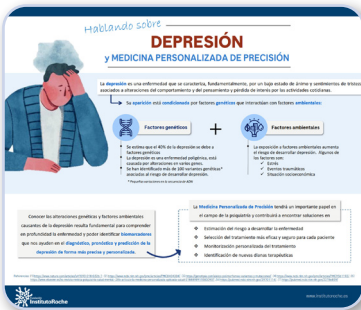 Hablando sobre
DEPRESIÓN
y MEDICINA PERSONALIZADA DE PRECISIÓN
La depresión es una enfermedad que se caracteriza, fundamentalmente, por un bajo estado de ánimo y sentimientos de tristeza,
asociados a alteraciones del comportamiento y del pensamiento y pérdida de interés por las actividades cotidianas.
Su aparición está condicionada por factores genéticos que interactúan con factores ambientales:
Factores genéticos
+
Factores ambientales
Se estima que el 40% de la depresión se debe a
factores genéticos
La depresión es una enfermedad poligénica, está
causada por alteraciones en varios genes.
Se han identificado más de 100 variantes genéticas*
asociadas al riesgo de desarrollar depresión.
La exposición a factores ambientales aumenta
el riesgo de desarrollar depresión. Algunos de
los factores son:
Estrés
Eventos traumáticos
Situación socioeconómica
Conocer las alteraciones genéticas y factores ambientales
causantes de la depresión resulta fundamental para comprender
en profundidad la enfermedad y poder identificar biomarcadores
que nos ayuden en el diagnóstico, pronóstico y predicción de la
depresión de forma más precisa y personalizada.
La Medicina Personalizada de Precisión tendrá un importante papel en
el campo de la psiquiatría y contribuirá a encontrar soluciones en
Estimación del riesgo a desarrollar la enfermedad
Selección del tratamiento más eficaz y seguro para cada paciente
Monitorización personalizada del tratamiento
Identificación de nuevas dianas terapéuticas
InstitutoRoche
www.institutoroche.es